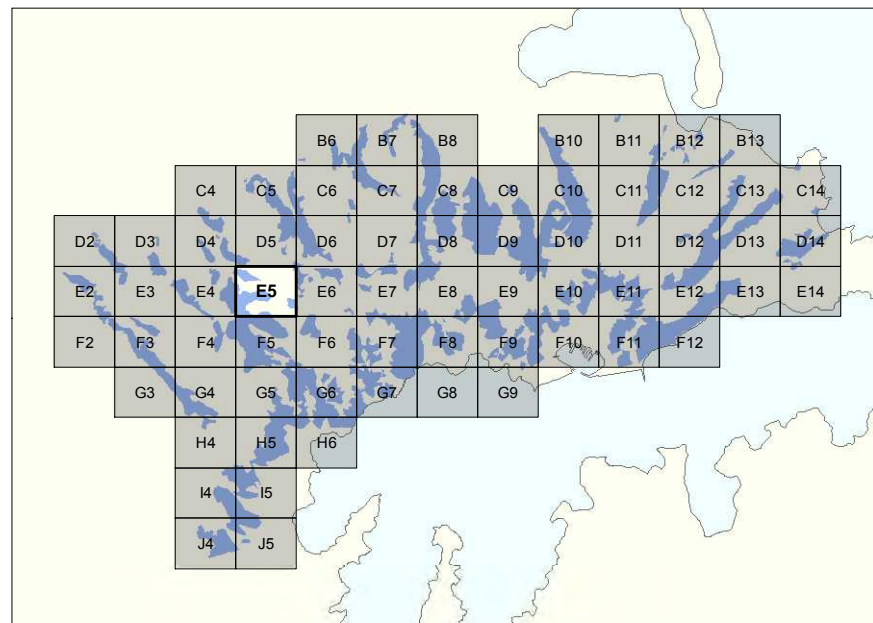 B6 B7 B8 B10 B11 B12 B13
C4 C5 C6 C7 C8 C9 C10 C11 C12 C13 C14
D2 D3 D4 D5 D6 D7 D8 D9 D10 D11 D12 D13 D14
E2 E3 E4 E5 E6 E7 E8 E9 E10 E11 E12 E13 E14
F2 F3 F4 F5 F6 F7 F8 F9 F10 F11 F12
G3 G4 G5 G6 G7 G8 G9
H4 H5 H6
I4 I5
J4 J5